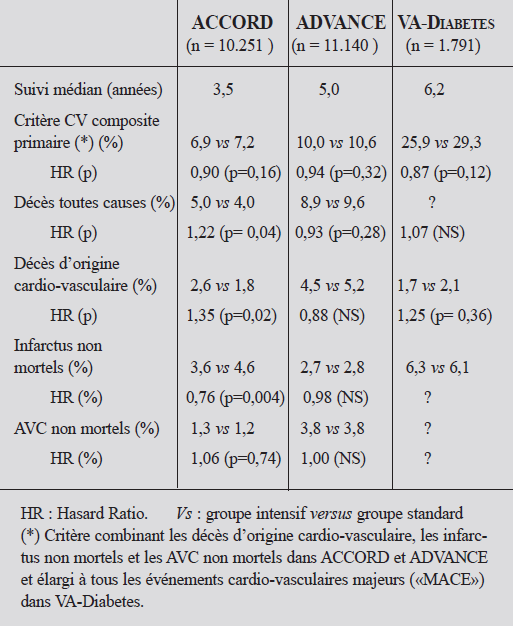 ACCORD ADVANCE VA-DIABETES
(n = 10.251 ) (n = 11.140 ) (n = 1.791)
Suivi médian (années) 3,5 5,0 6,2
Critère CV composite
primaire (*) (%) 6,9 vs 7,2 10,0 vs 10,6 25,9 vs 29,3
HR (p) 0,90 (p=0,16) 0,94 (p=0,32) 0,87 (p=0,12)
Décès toutes causes (%) 5,0 vs 4,0 8,9 vs 9,6 ?
HR (p) 1,22 (p= 0,04) 0,93 (p=0,28) 1,07 (NS)
Décès d'origine
cardio-vasculaire (%) 2,6 vs 1,8 4,5 vs 5,2 1,7 vs 2,1
HR (p) 1,35 (p=0,02) 0,88 (NS) 1,25 (p= 0,36)
Infarctus non
mortels (%) 3,6 vs 4,6 2,7 vs 2,8 6,3 vs 6,1
HR (%) 0,76 (p=0,004) 0,98 (NS) ?
AVC non mortels (%) 1,3 vs 1,2 3,8 vs 3,8 ?
HR (%) 1,06 (p=0,74) 1,00 (NS) ?
HR : Hasard Ratio. Vs : groupe intensif versus groupe standard
(*) Critère combinant les décès d'origine cardio-vasculaire, les infarc-
tus non mortels et les AVC non mortels dans ACCORD et ADVANCE
et élargi à tous les événements cardio-vasculaires majeurs («MACE»)
dans VA-Diabetes.